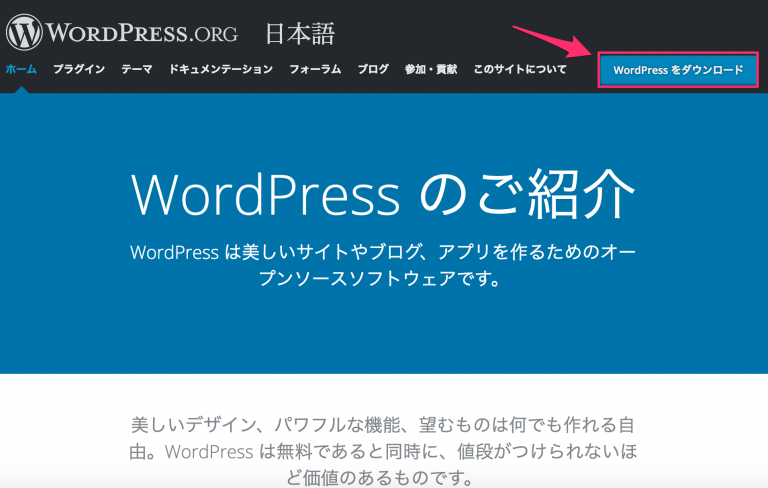 WORDPRESS.ORG 日本語
ホーム プラグイン テーマ ドキュメンテーション フォーラム ブログ 参加・貢献 このサイトについて WordPress をダウンロード
WordPress のご紹介
WordPress は美しいサイトやブログ、アプリを作るためのオー
プンソースソフトウェアです。
美しいデザイン、パワフルな機能、望むものは何でも作れる自
由。WordPress は無料であると同時に、値段がつけられないほ
ど価値のあるものです。